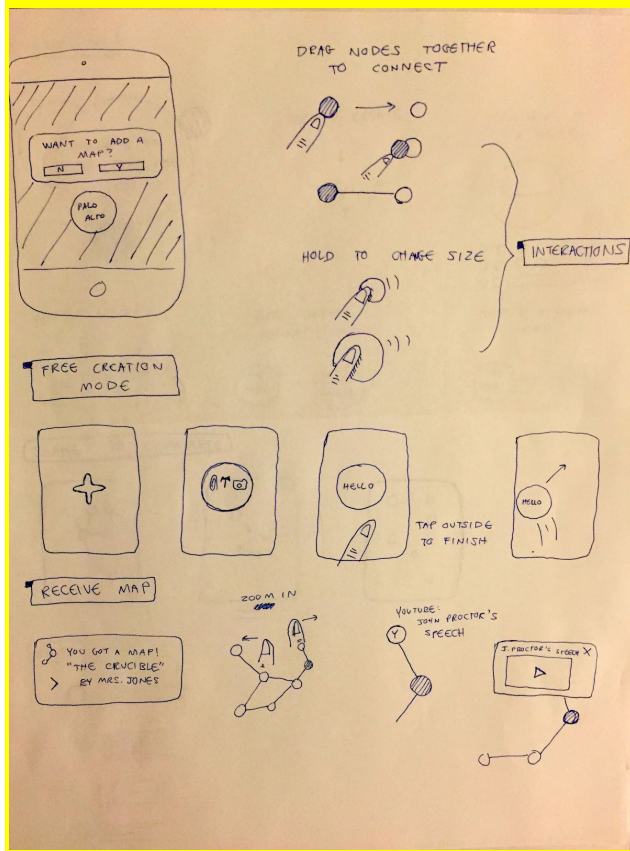 WANT TO ADD A
MAP?
N Y
PALO
ALTO
DRAG NODES TOGETHER
TO CONNECT
HOLD TO CHANGE SIZE
INTERACTIONS
FREE CREATION
MODE
T
HELLO
TAP OUTSIDE
TO FINISH
HELLO
RECEIVE MAP
YOU GOT A MAP!
"THE CRUCIBLE"
BY MRS. JONES
ZOOM IN
YOUTUBE:
JOHN PROCTOR'S
SPEECH
Y
J. PROCTOR'S SPEECH X